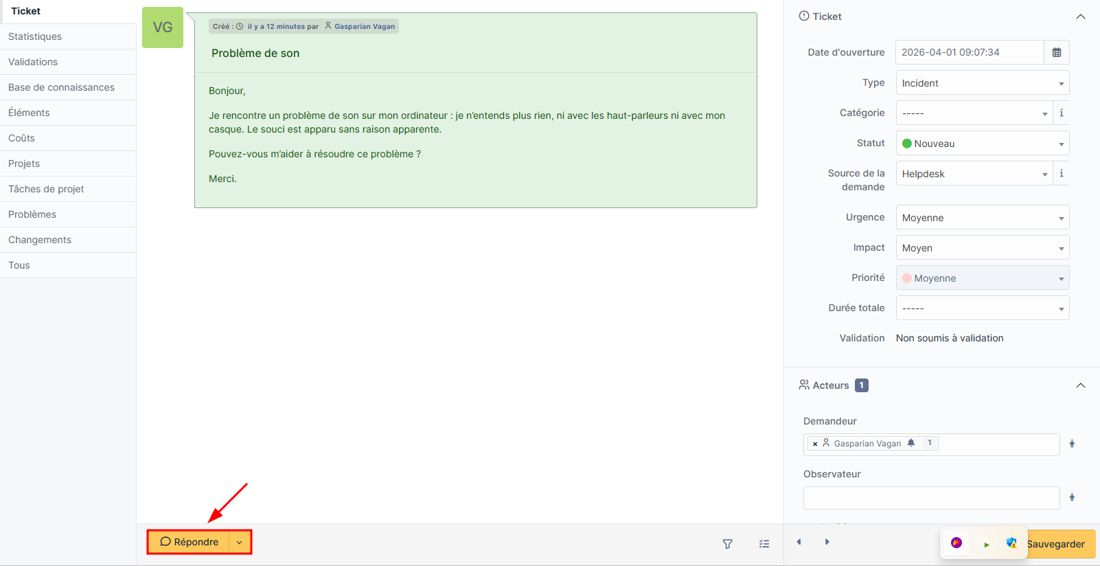 Ticket
Statistiques
Validations
Base de connaissances
Éléments
Coûts
Projets
Tâches de projet
Problèmes
Changements
Tous
VG
Créé : il y a 12 minutes par Gasparian Vagan
Problème de son
Bonjour,
Je rencontre un problème de son sur mon ordinateur : je n'entends plus rien, ni avec les haut-parleurs ni avec mon
casque. Le souci est apparu sans raison apparente.
Pouvez-vous m'aider à résoudre ce problème ?
Merci.
Répondre
Ticket
Date d'ouverture 2026-04-01 09:07:34
Type Incident
Catégorie -----
Statut Nouveau
Source de la
demande
Helpdesk
Urgence Moyenne
Impact Moyen
Priorité Moyenne
Durée totale -----
Validation Non soumis à validation
Acteurs 1
Demandeur
× Gasparian Vagan 1
Observateur
Sauvegarder